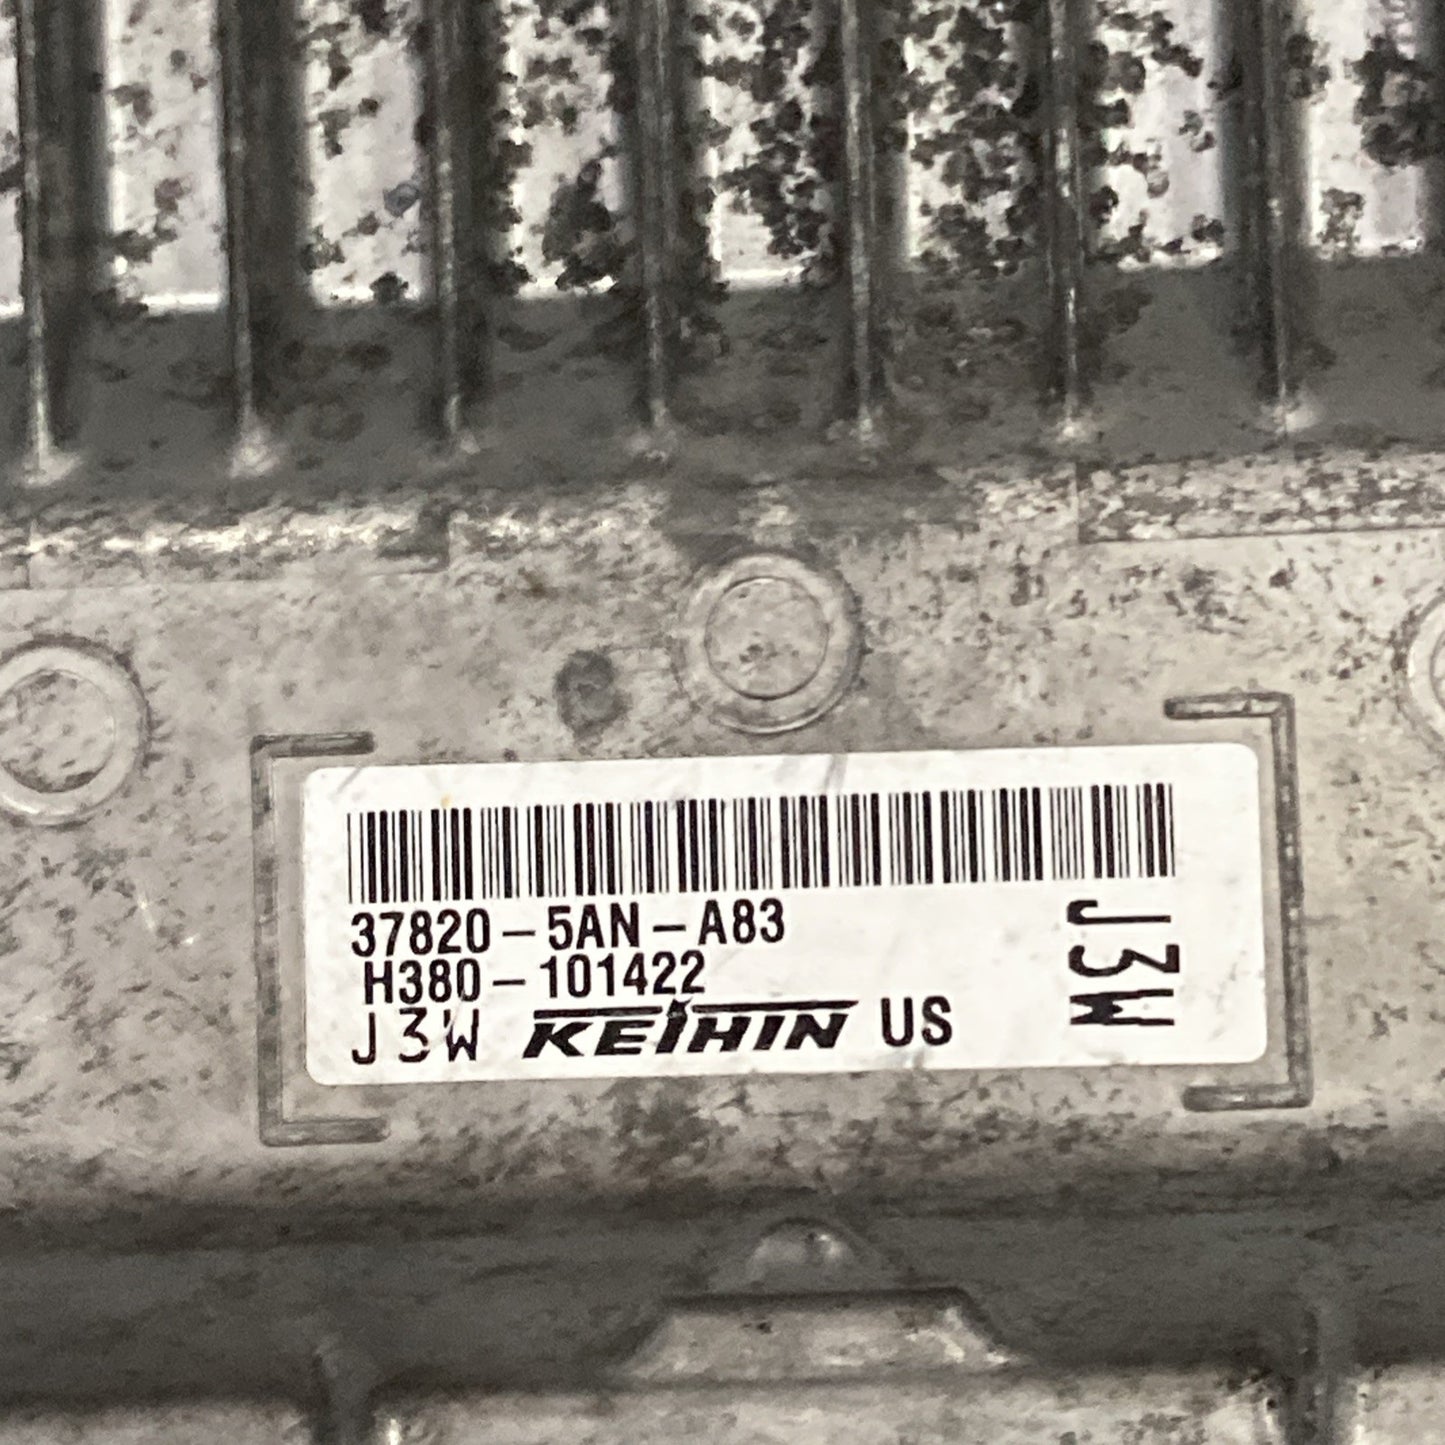 37820-5AN-A83
H380-101422
J3W KEIHIN US
J3W